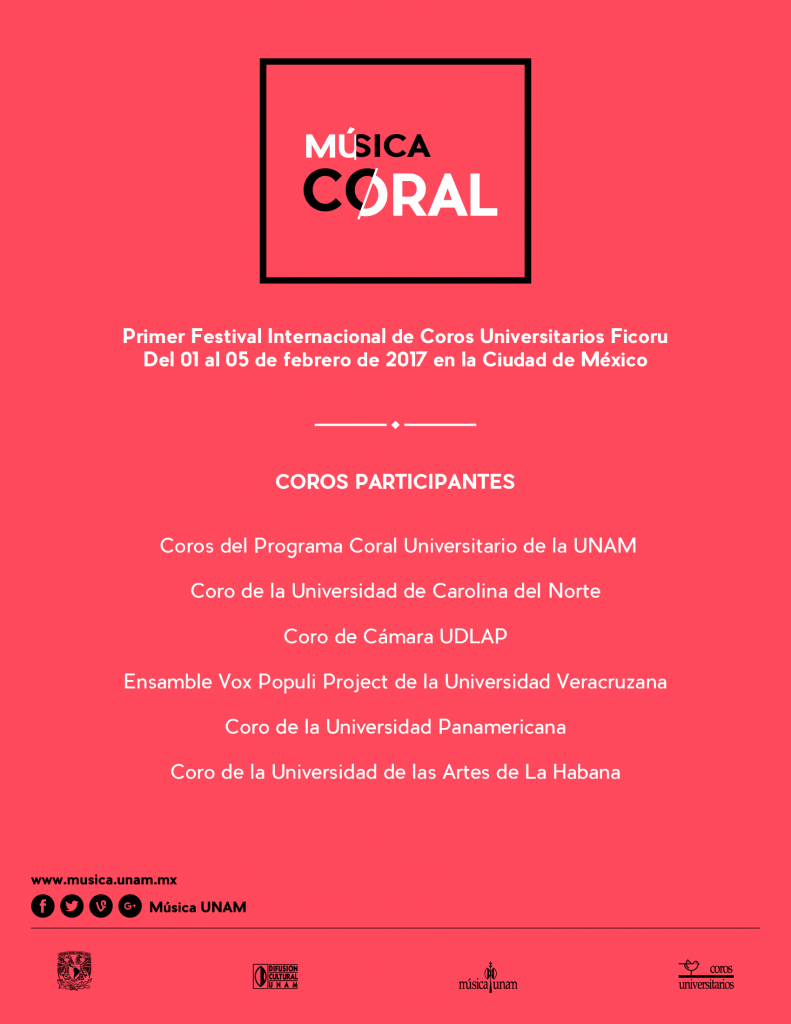 MÚSICA
CORAL
Primer Festival Internacional de Coros Universitarios Ficoru
Del 01 al 05 de febrero de 2017 en la Ciudad de México
COROS PARTICIPANTES
Coros del Programa Coral Universitario de la UNAM
Coro de la Universidad de Carolina del Norte
Coro de Cámara UDLAP
Ensamble Vox Populi Project de la Universidad Veracruzana
Coro de la Universidad Panamericana
Coro de la Universidad de las Artes de La Habana
www.musica.unam.mx
Música UNAM
DIFUSIÓN
CULTURAL
UNAM
música unam
coros
universitarios